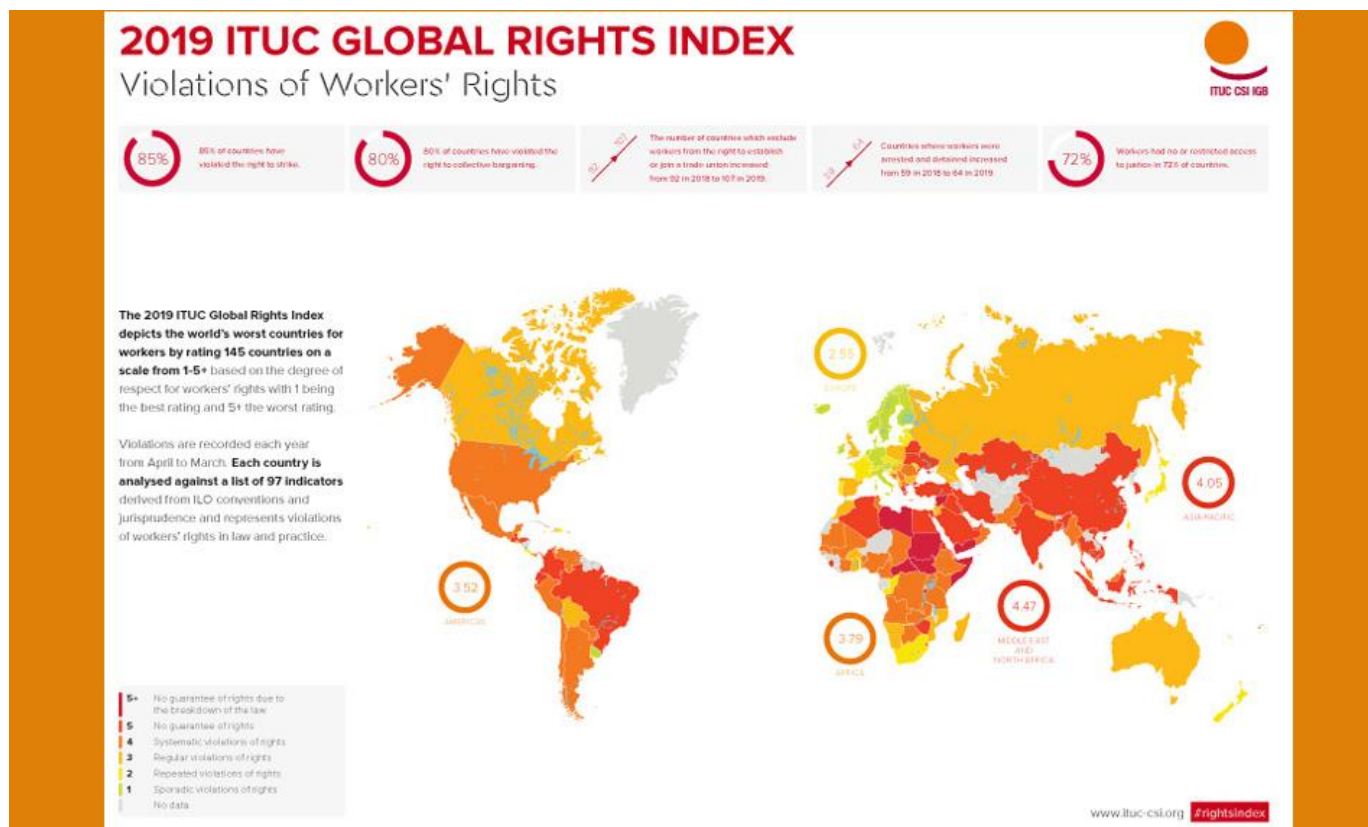 2019 ITUC GLOBAL RIGHTS INDEX
Violations of Workers' Rights
ITUC CSI IGB
85%
85% of countries have
violated the right to strike.
80%
80% of countries have violated the
right to collective bargaining.
92 107
The number of countries which exclude
workers from the right to establish
or join a trade union increased
from 92 in 2018 to 107 in 2019.
59 64
Countries where workers were
arrested and detained increased
from 59 in 2018 to 64 in 2019.
72%
Workers had no or restricted access
to justice in 72% of countries.
The 2019 ITUC Global Rights Index
depicts the world's worst countries for
workers by rating 145 countries on a
scale from 1-5+ based on the degree of
respect for workers' rights with 1 being
the best rating and 5+ the worst rating.
Violations are recorded each year
from April to March. Each country is
analysed against a list of 97 indicators
derived from ILO conventions and
jurisprudence and represents violations
of workers' rights in law and practice.
2.55
EUROPE
4.05
ASIA-PACIFIC
3.52
AMERICAS
4.47
MIDDLE EAST
AND
NORTH AFRICA
3.79
AFRICA
5+ No guarantee of rights due to
the breakdown of the law
5 No guarantee of rights
4 Systematic violations of rights
3 Regular violations of rights
2 Repeated violations of rights
1 Sporadic violations of rights
No data
www.ituc-csi.org #rightsindex